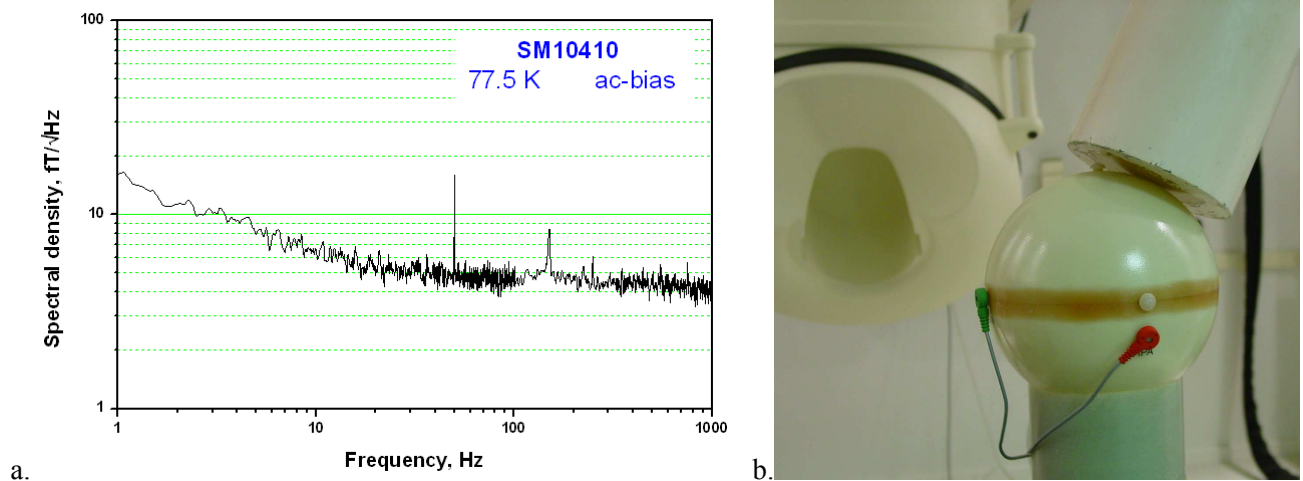 100
10
1
Spectral density, fT/√Hz
SM10410
77.5 K ac-bias
1 10 100 1000
Frequency, Hz
a. b.